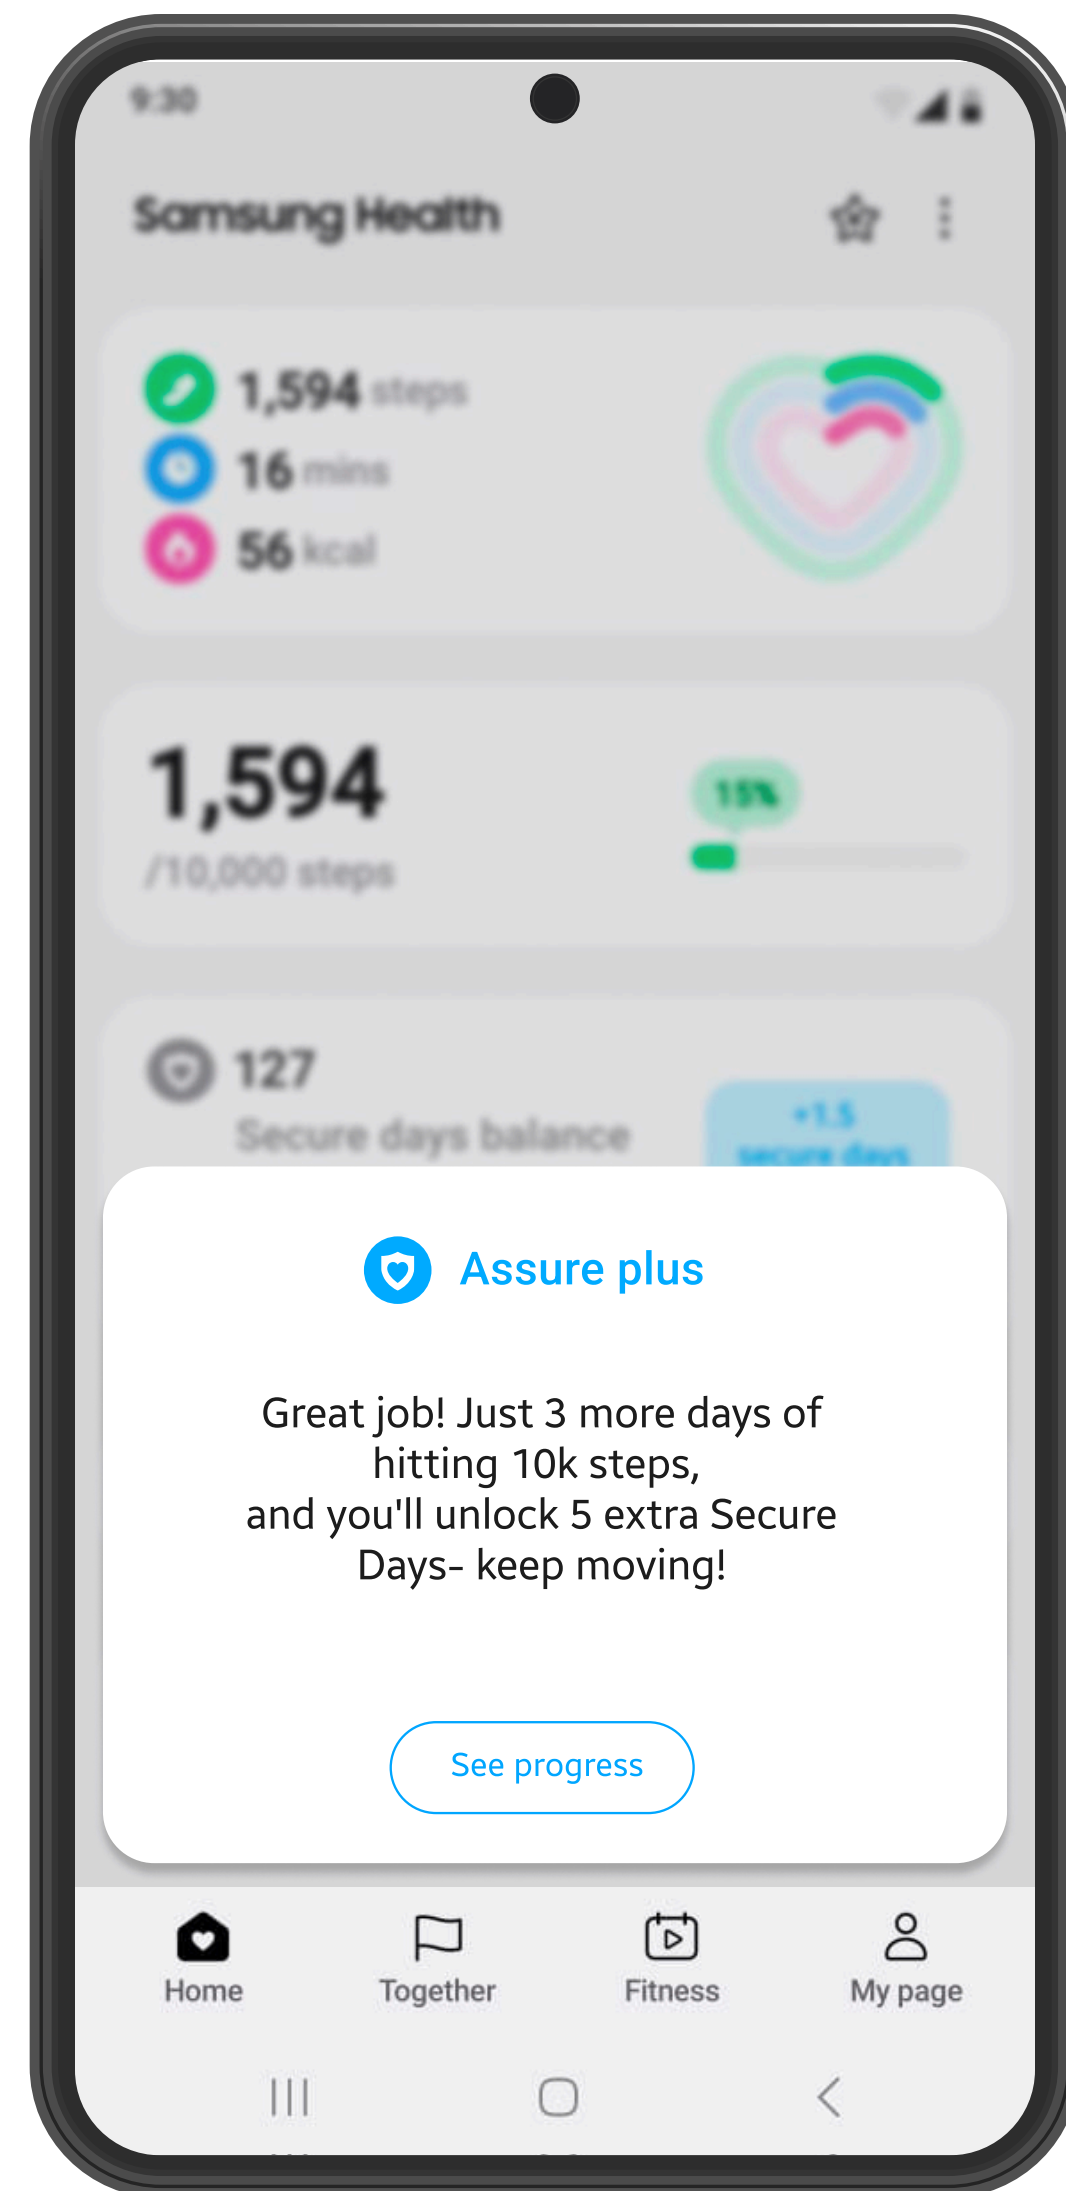 9:30
Samsung Health
1,594 steps
16 mins
56 kcal
1,594
15%
/10,000 steps
127
+1.5
Secure days balance
secure days
Assure plus
Great job! Just 3 more days of
hitting 10k steps,
and you'll unlock 5 extra Secure
Days- keep moving!
See progress
Home
Together
Fitness
My page